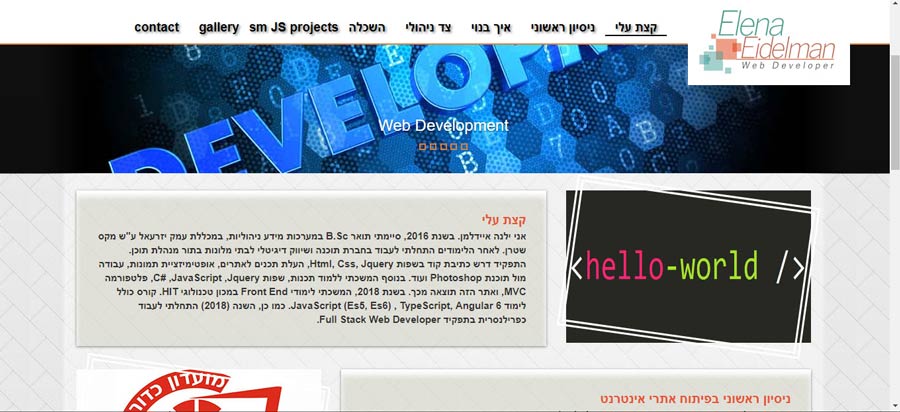 Elena
Eidelman
Web Developer
קצת עלי
ניסיון ראשוני
איך בנוי
צד ניהולי
השכלה
sm JS projects
gallery
contact
DEVELOPM
Web Development
קצת עלי
אני ילנה איידלמן. בשנת 2016, סיימתי תואר B.Sc במערכות מידע ניהוליות, במכללת עמק יזרעאל ע"ש מקס
שטרן. לאחר הלימודים התחלתי לעבוד בחברת תוכנה ושיווק דיגיטלי לבתי מלונות בתור מנהלת תוכן.
התפקיד דרש כתיבת קוד בשפות Html, Css, Jquery, העלת תכנים לאתרים, אופטימיזציית תמונות, עבודה
מול תוכנת Photoshop ועוד. בנוסף המשכתי ללמוד תכנות, שפות C#, JavaScript ,Jquery, פלטפורמה
MVC, ואתר הזה תוצאה מכך. בשנת 2018, המשכתי לימודי Front End במכון טכנולוגי HIT. קורס כולל
לימוד JavaScript (Es5, Es6) , TypeScript, Angular 6. כמו כן, השנה (2018) התחלתי לעבוד
כפרילנסרית בתפקיד Full Stack Web Developer.
<hello-world />
ניסיון ראשוני בפיתוח אתרי אינטרנט
מועדון כדור